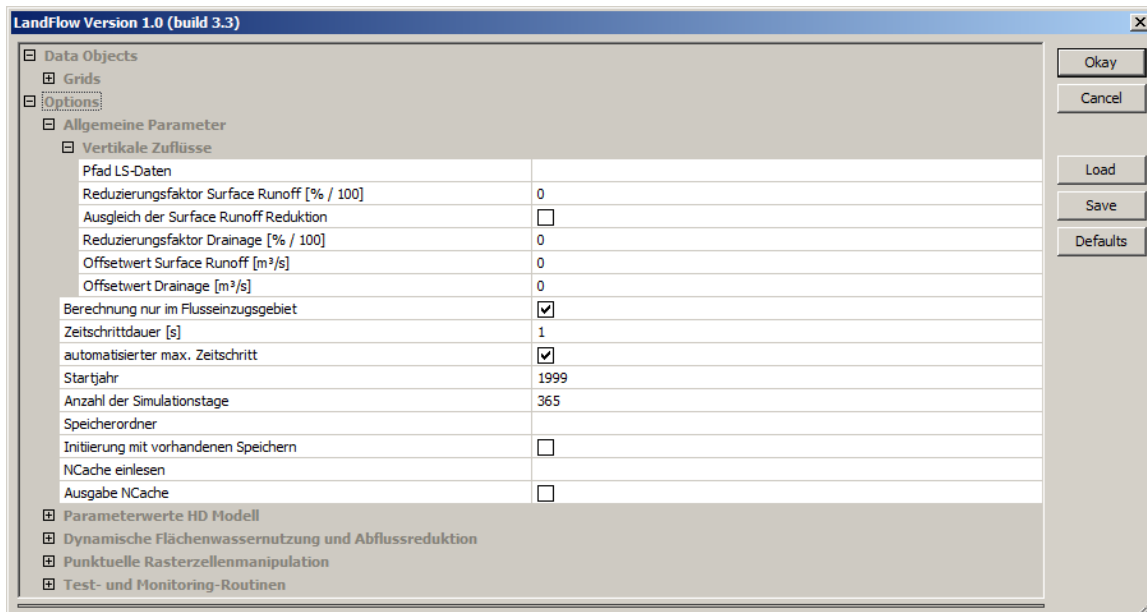 LandFlow Version 1.0 (build 3.3)
Data Objects
Grids
Options
Allgemeine Parameter
Vertikale Zuflüsse
Pfad LS-Daten
Reduzierungsfaktor Surface Runoff [% / 100] 0
Ausgleich der Surface Runoff Reduktion
Reduzierungsfaktor Drainage [% / 100] 0
Offsetwert Surface Runoff [m³/s] 0
Offsetwert Drainage [m³/s] 0
Berechnung nur im Flusseinzugsgebiet
Zeitschrittdauer [s] 1
automatisierter max. Zeitschritt
Startjahr 1999
Anzahl der Simulationstage 365
Speicherordner
Initiierung mit vorhandenen Speichern
NCache einlesen
Ausgabe NCache
Parameterwerte HD Modell
Dynamische Flächenwassernutzung und Abflussreduktion
Punktuelle Rasterzellenmanipulation
Test- und Monitoring-Routinen
Okay
Cancel
Load
Save
Defaults